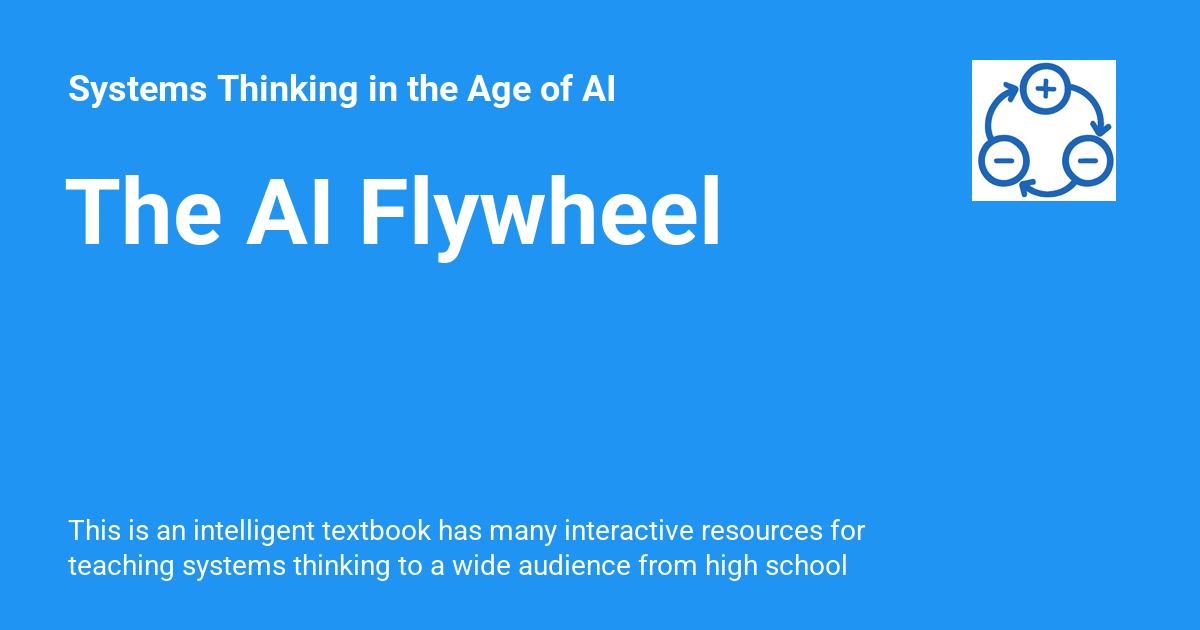 Systems Thinking in the Age of AI
The AI Flywheel
This is an intelligent textbook has many interactive resources for
teaching systems thinking to a wide audience from high school